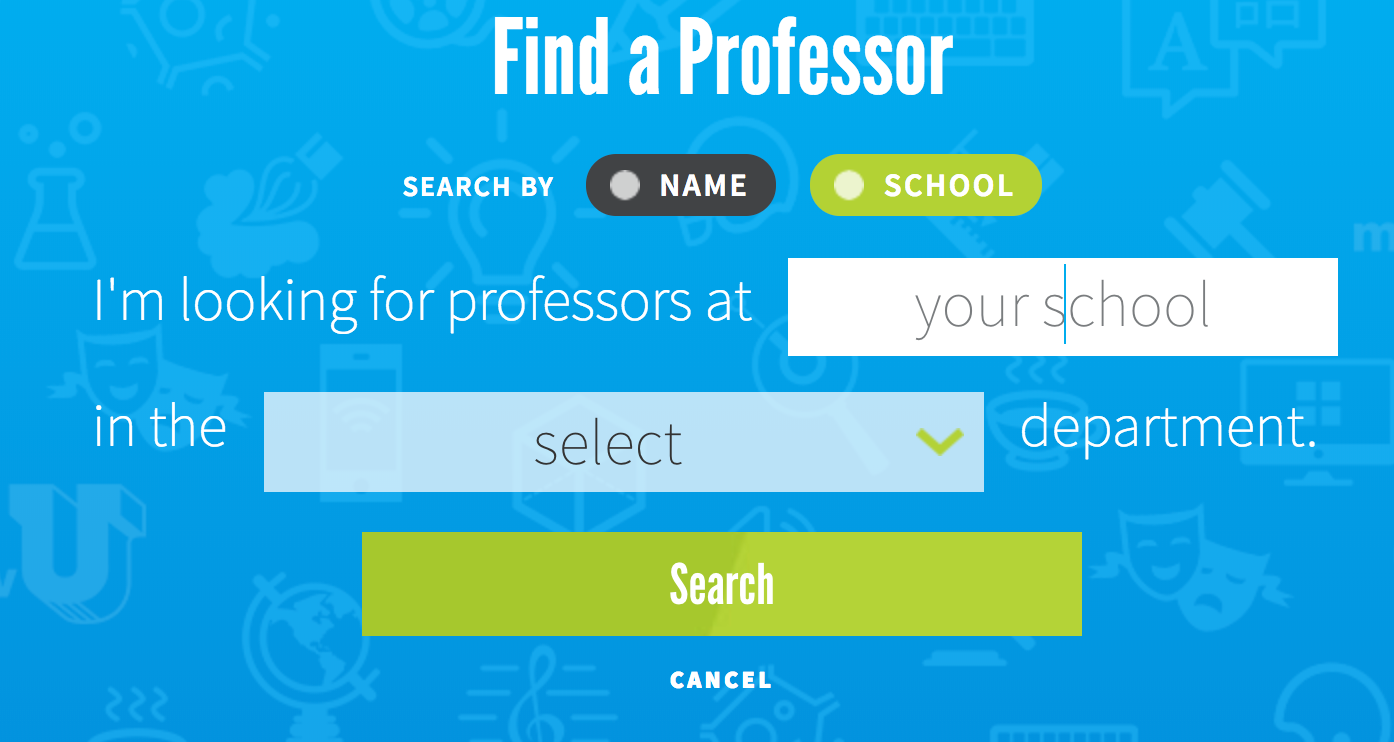 Find a Professor
SEARCH BY NAME SCHOOL
I'm looking for professors at your school
in the select department.
Search
CANCEL
A
m
U